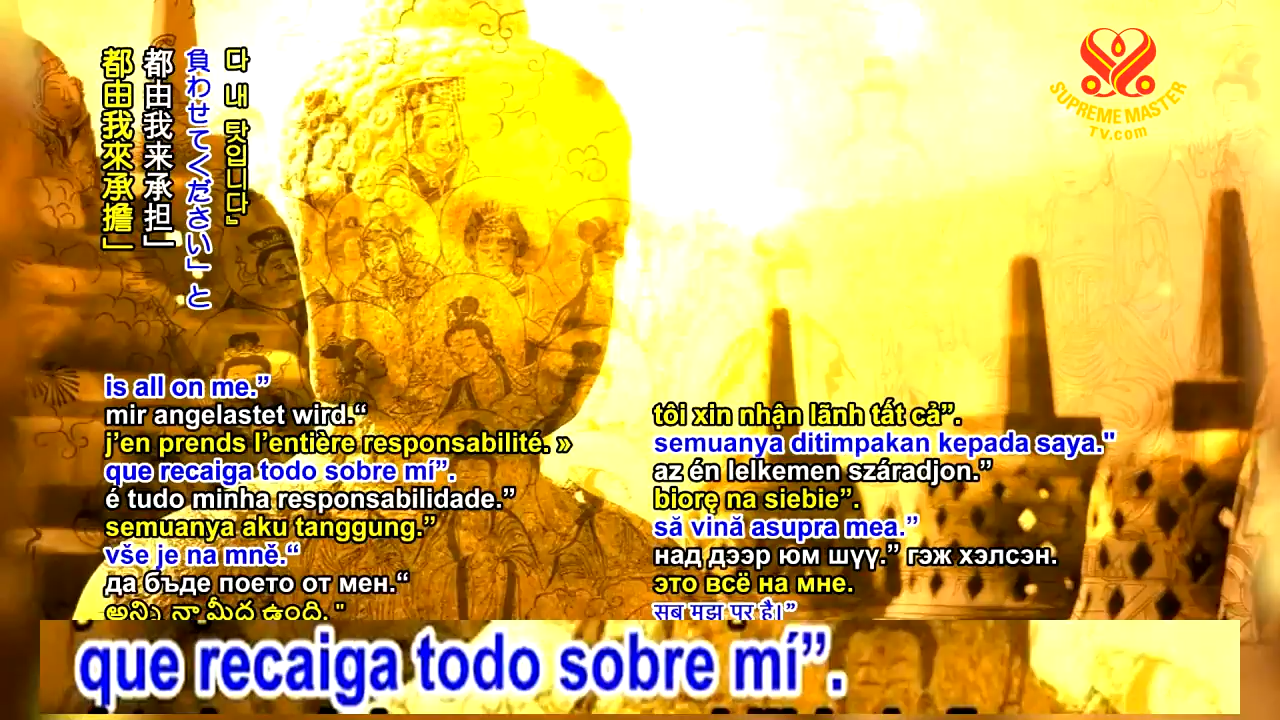 다 내 탓입니다』
負わせてください」と
都由我来承担」
都由我來承擔」
SUPREME MASTER
TV.com
is all on me.”
mir angelastet wird.“
j’en prends l’entière responsabilité. »
que recaiga todo sobre mí”.
é tudo minha responsabilidade.”
semuanya aku tanggung.”
vše je na mně.“
да бъде поето от мен.“
అన్ని నా మీద ఉంది. "
tôi xin nhận lãnh tất cả”.
semuanya ditimpakan kepada saya."
az én lelkemen száradjon.”
biorę na siebie”.
să vină asupra mea.”
над дээр юм шүү.” гэж хэлсэн.
это всё на мне.
सब मुझ पर है।”
que recaiga todo sobre mí”.